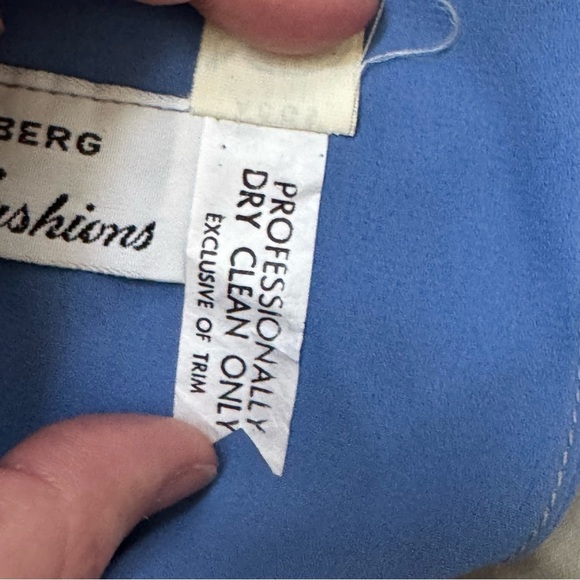 BERG
ashions
PROFESSIONALLY
DRY CLEAN ONLY
EXCLUSIVE OF TRIM